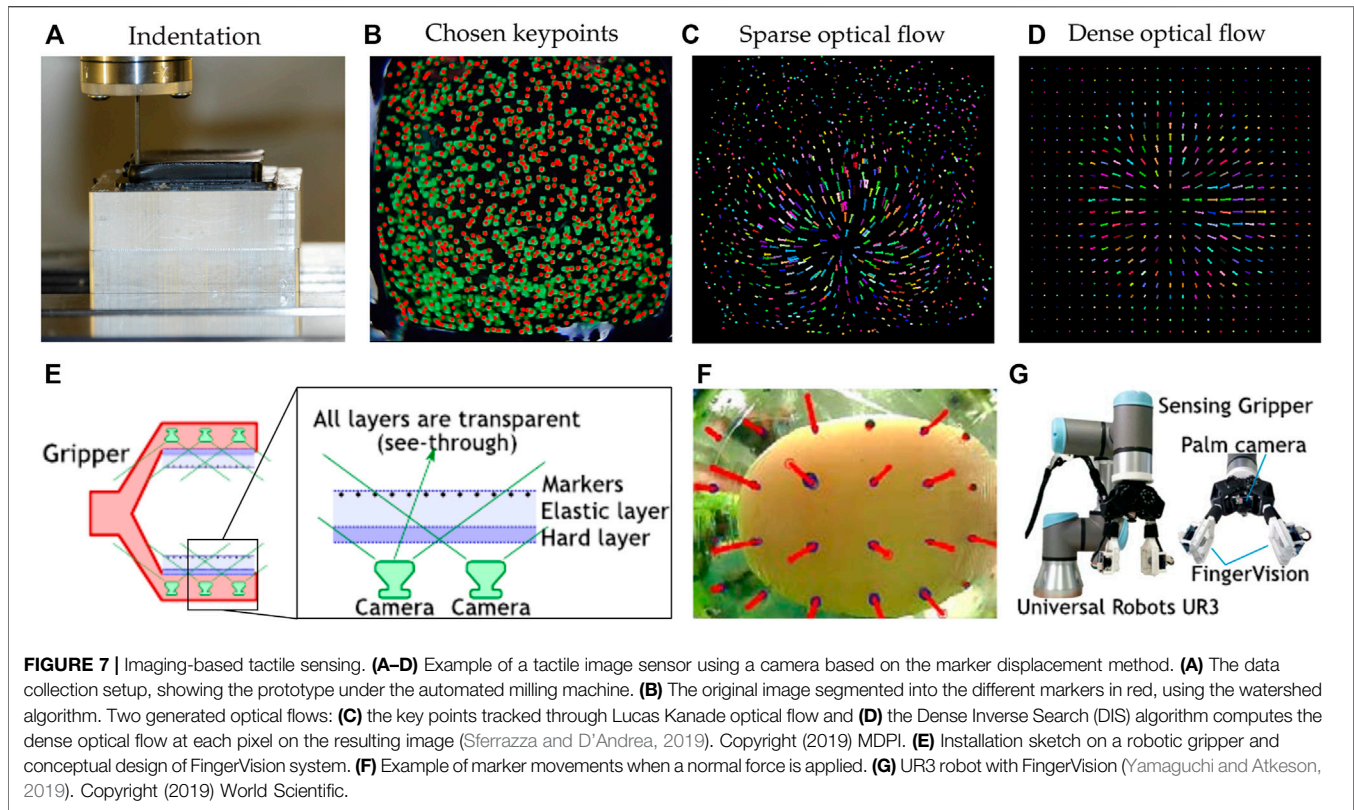 A Indentation
B Chosen keypoints
C Sparse optical flow
D Dense optical flow
E
Gripper
All layers are transparent
(see-through)
Markers
Elastic layer
Hard layer
Camera Camera
F
G
Sensing Gripper
Palm camera
FingerVision
Universal Robots UR3
FIGURE 7 | Imaging-based tactile sensing. (A–D) Example of a tactile image sensor using a camera based on the marker displacement method. (A) The data
collection setup, showing the prototype under the automated milling machine. (B) The original image segmented into the different markers in red, using the watershed
algorithm. Two generated optical flows: (C) the key points tracked through Lucas Kanade optical flow and (D) the Dense Inverse Search (DIS) algorithm computes the
dense optical flow at each pixel on the resulting image (Sferrazza and D'Andrea, 2019). Copyright (2019) MDPI. (E) Installation sketch on a robotic gripper and
conceptual design of FingerVision system. (F) Example of marker movements when a normal force is applied. (G) UR3 robot with FingerVision (Yamaguchi and Atkeson,
2019). Copyright (2019) World Scientific.